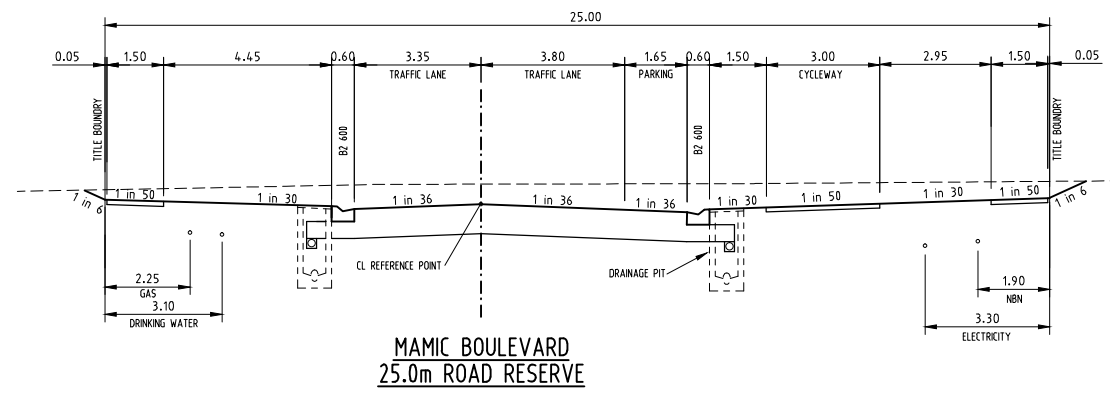 25.00
0.05 1.50 4.45 0.60 3.35 3.80 1.65 0.60 1.50 3.00 2.95 1.50 0.05
TRAFFIC LANE TRAFFIC LANE PARKING CYCLEWAY
TITLE BOUNDRY
B2 600
B2 600
TITLE BOUNDRY
1 in 6 1 in 50 1 in 30 1 in 36 1 in 36 1 in 36 1 in 30 1 in 50 1 in 30 1 in 50 1 in 6
CL REFERENCE POINT
DRAINAGE PIT
2.25
GAS
3.10
DRINKING WATER
1.90
NBN
3.30
ELECTRICITY
MAMIC BOULEVARD
25.0m ROAD RESERVE